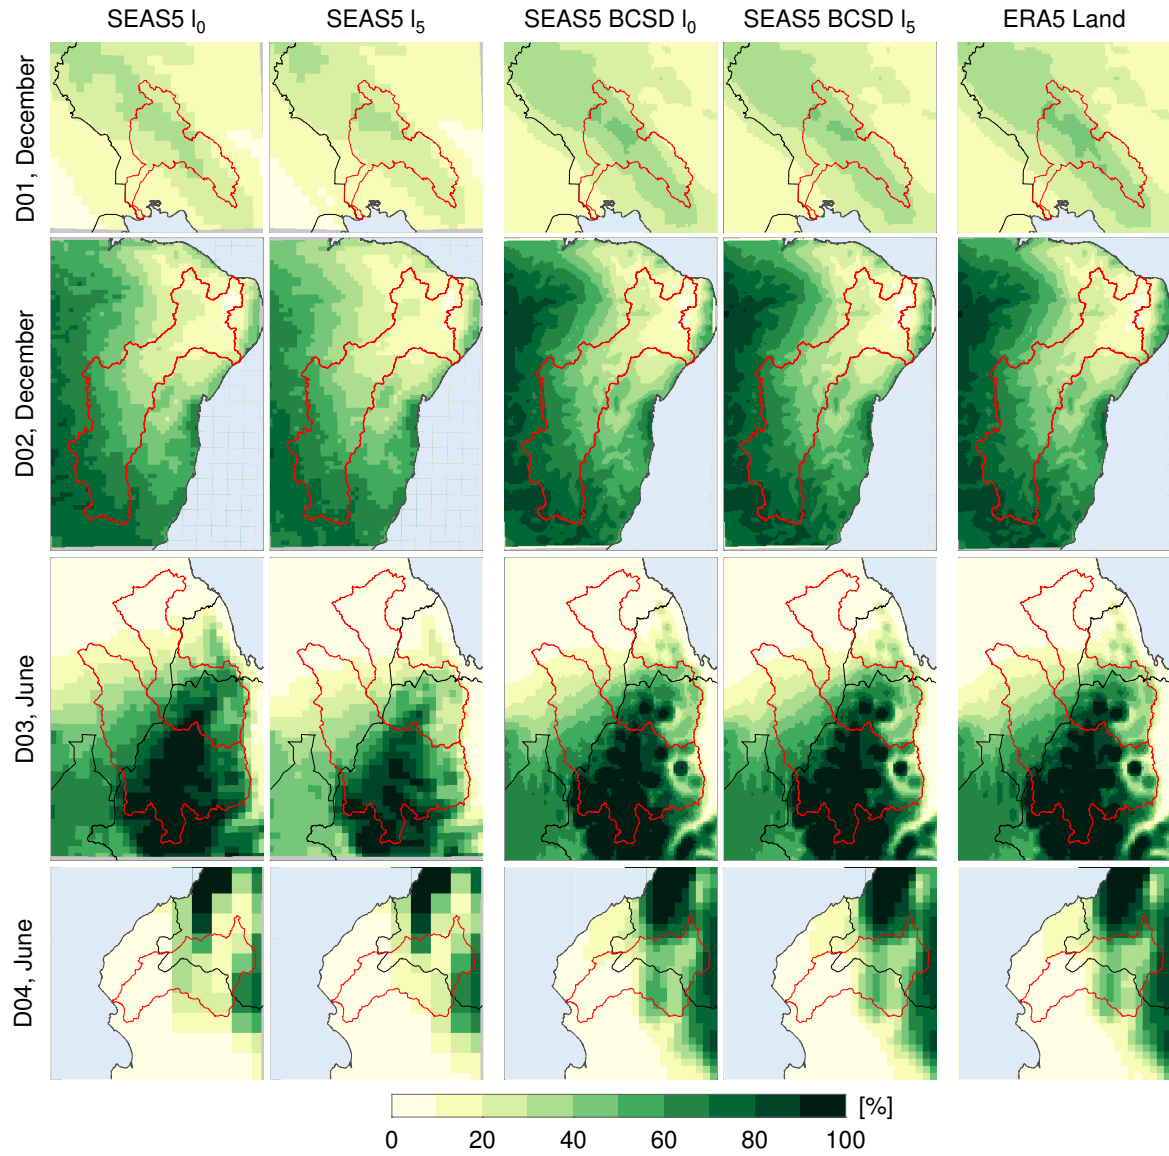 SEAS5 l0 SEAS5 l5 SEAS5 BCSD l0 SEAS5 BCSD l5 ERA5 Land
D01, December
D02, December
D03, June
D04, June
[%]
0 20 40 60 80 100